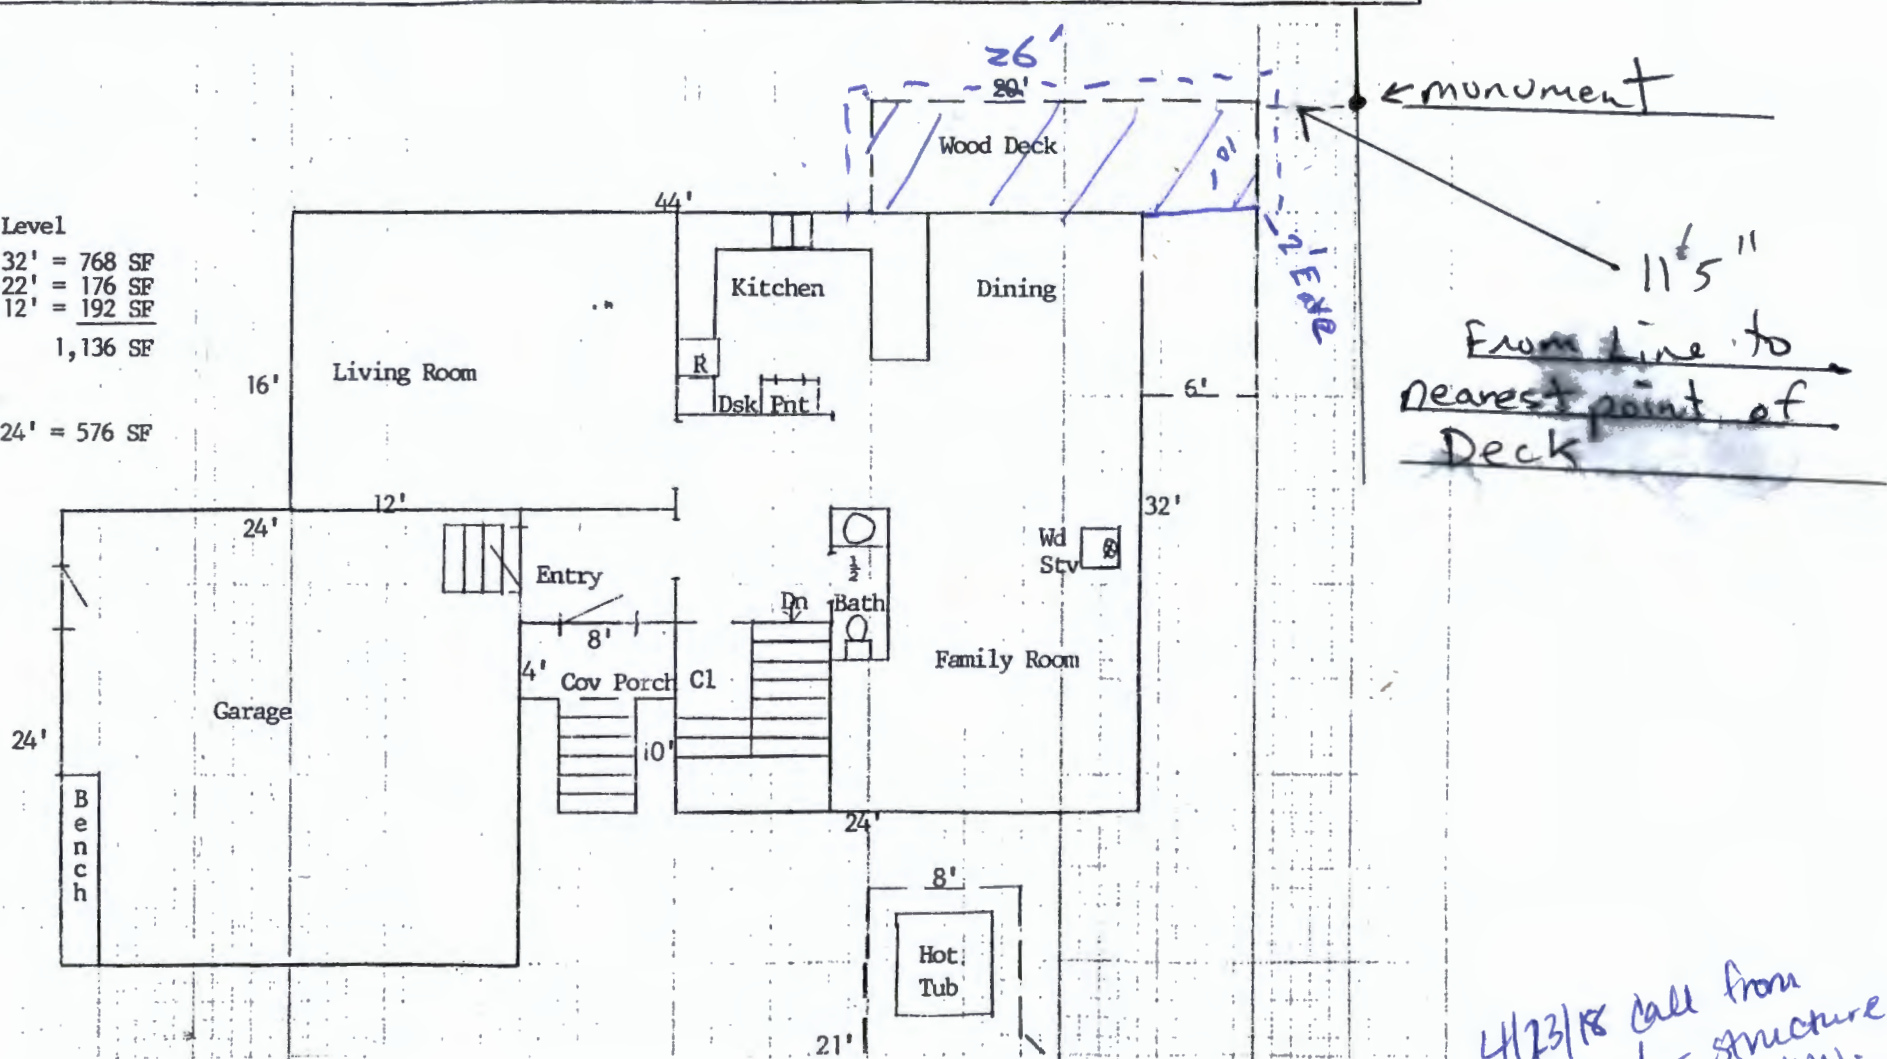 26'
20'
Wood Deck
10'
←monument
11'5"
From Line to
nearest point of
Deck
2' EAVE
44'
Level
32' = 768 SF
22' = 176 SF
12' = 192 SF
1,136 SF
24' = 576 SF
Living Room
16'
Kitchen
Dining
R
Dsk Pnt
6'
12'
24'
32'
Wd
Stv
Entry
1/2
Bath
Dn
8'
4'
Cov Porch
Cl
10'
Family Room
Garage
24'
Bench
24'
8'
Hot
Tub
21'
4/23/18 Call from
structure